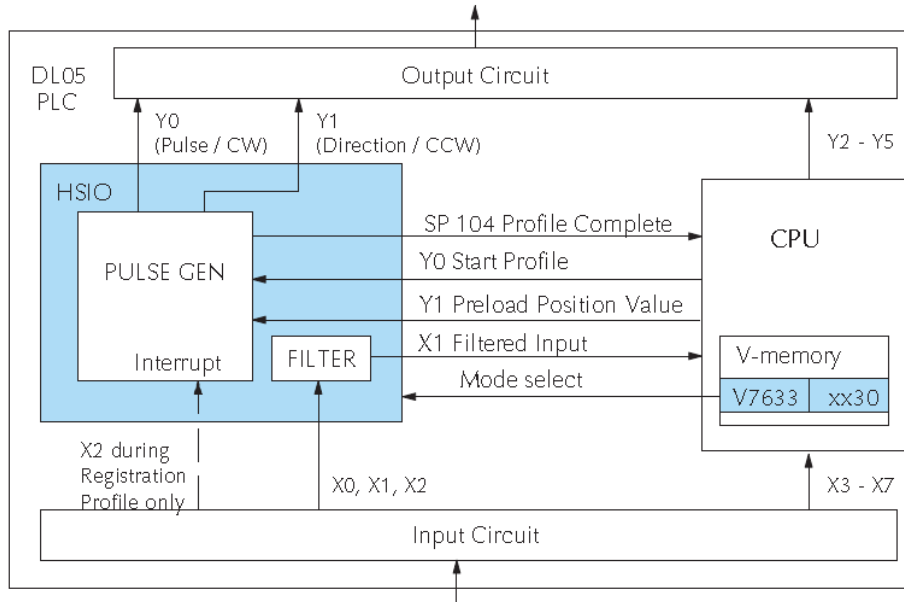 Output Circuit
DL05
PLC
Y0
(Pulse / CW)
Y1
(Direction / CCW)
Y2 - Y5
HSIO
PULSE GEN
Interrupt
FILTER
SP 104 Profile Complete
Y0 Start Profile
Y1 Preload Position Value
X1 Filtered Input
Mode select
CPU
V-memory
V7633
xx30
X2 during
Registration
Profile only
X0, X1, X2
X3 - X7
Input Circuit